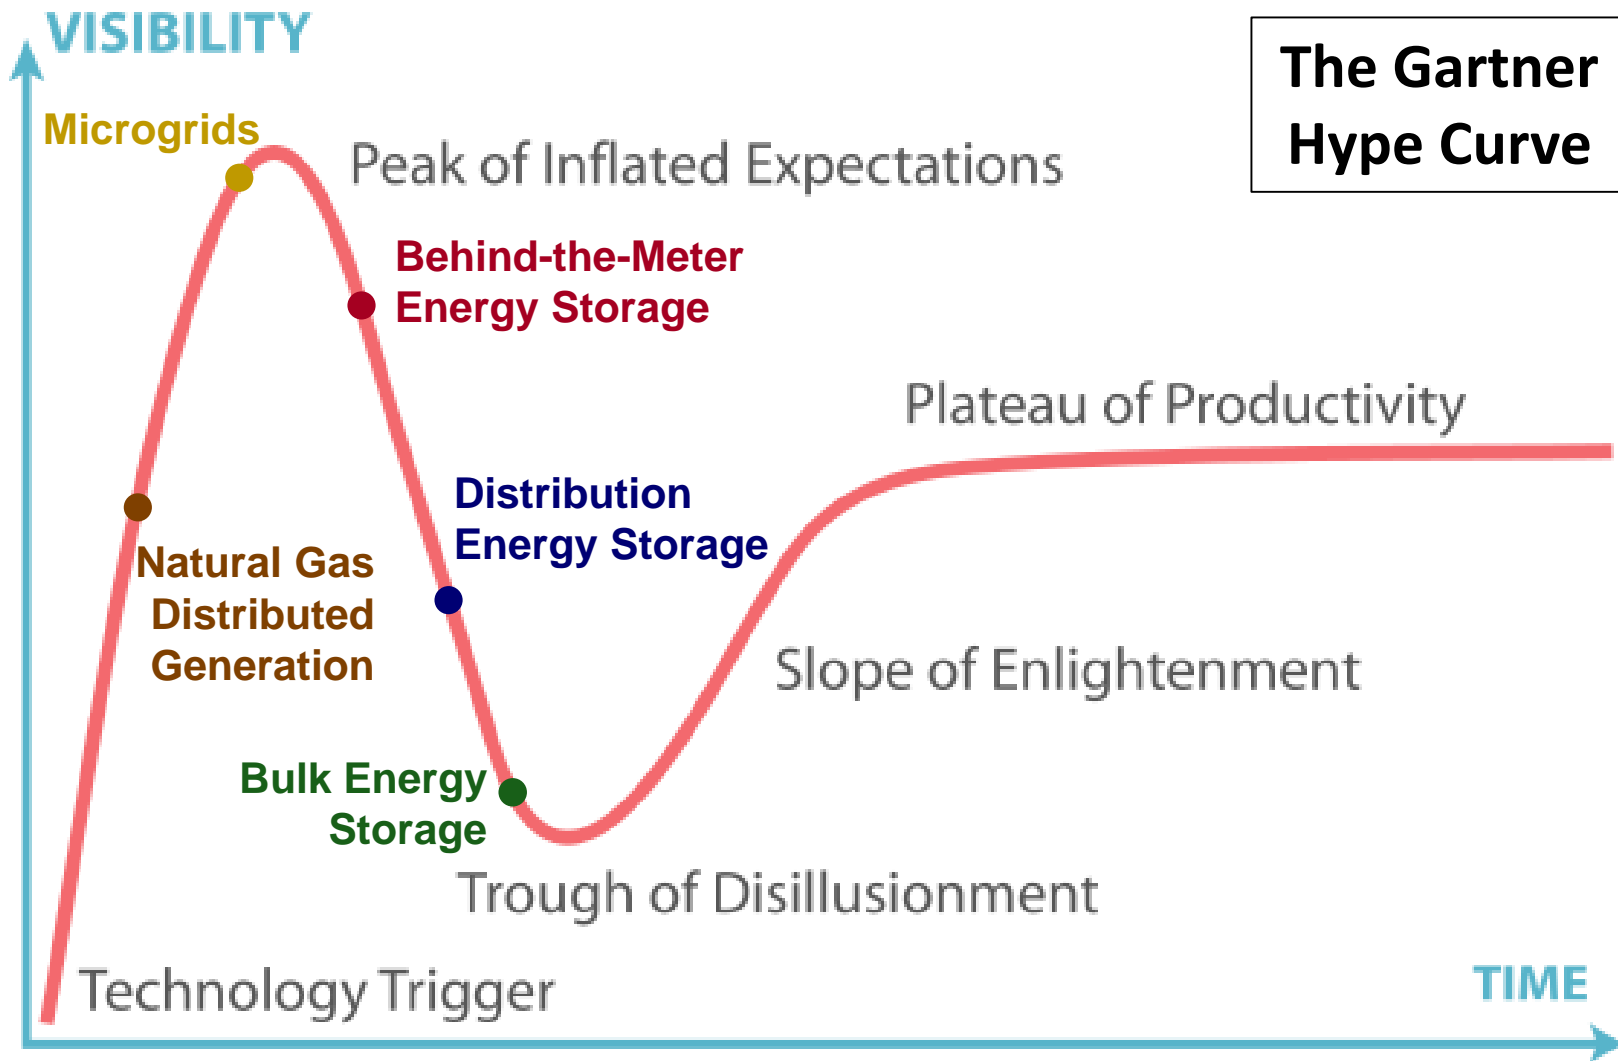 VISIBILITY
The Gartner
Hype Curve
Microgrids
Peak of Inflated Expectations
Behind-the-Meter
Energy Storage
Plateau of Productivity
Distribution
Energy Storage
Natural Gas
Distributed
Generation
Slope of Enlightenment
Bulk Energy
Storage
Trough of Disillusionment
Technology Trigger
TIME